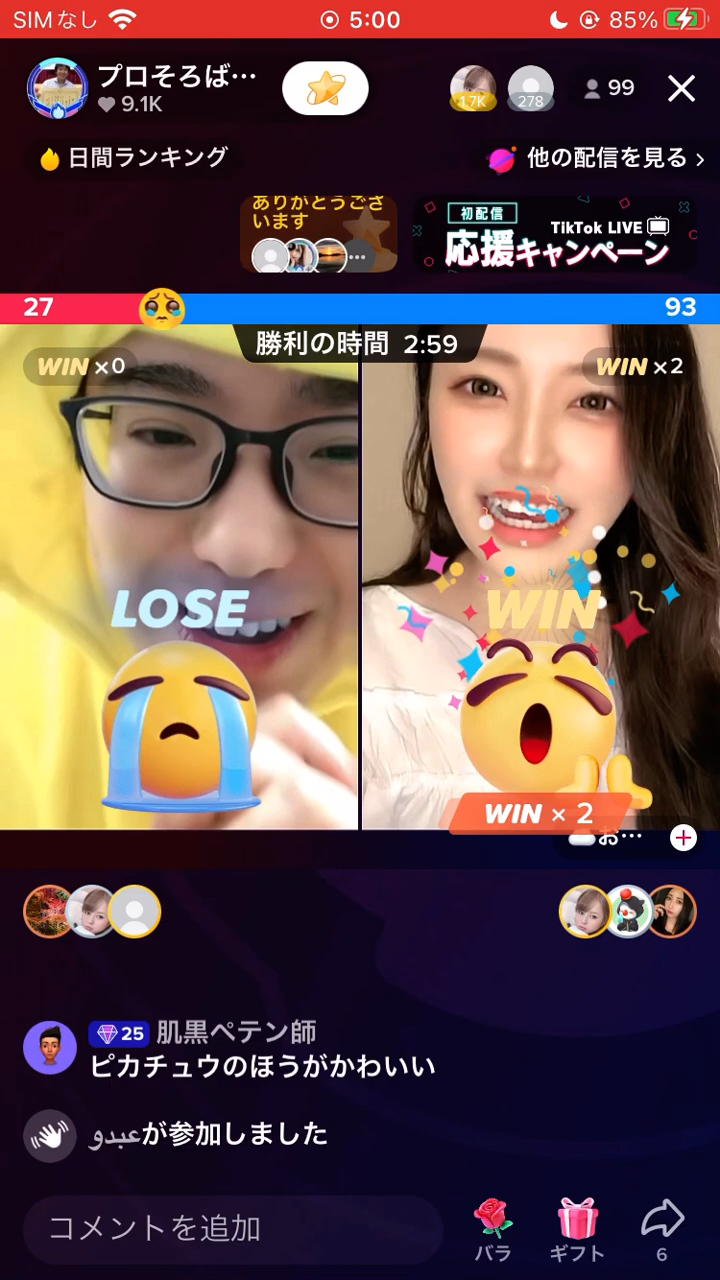 SIMなし
5:00
85%
プロそろば…
9.1K
1.7K
278
99
日間ランキング
他の配信を見る
ありがとうござ
います
初配信
TikTok LIVE
応援キャンペーン
27
93
勝利の時間 2:59
WIN ×0
WIN ×2
LOSE
WIN
WIN × 2
お…
25 肌黒ペテン師
ピカチュウのほうがかわいい
عبدوが参加しました
コメントを追加
バラ
ギフト
6